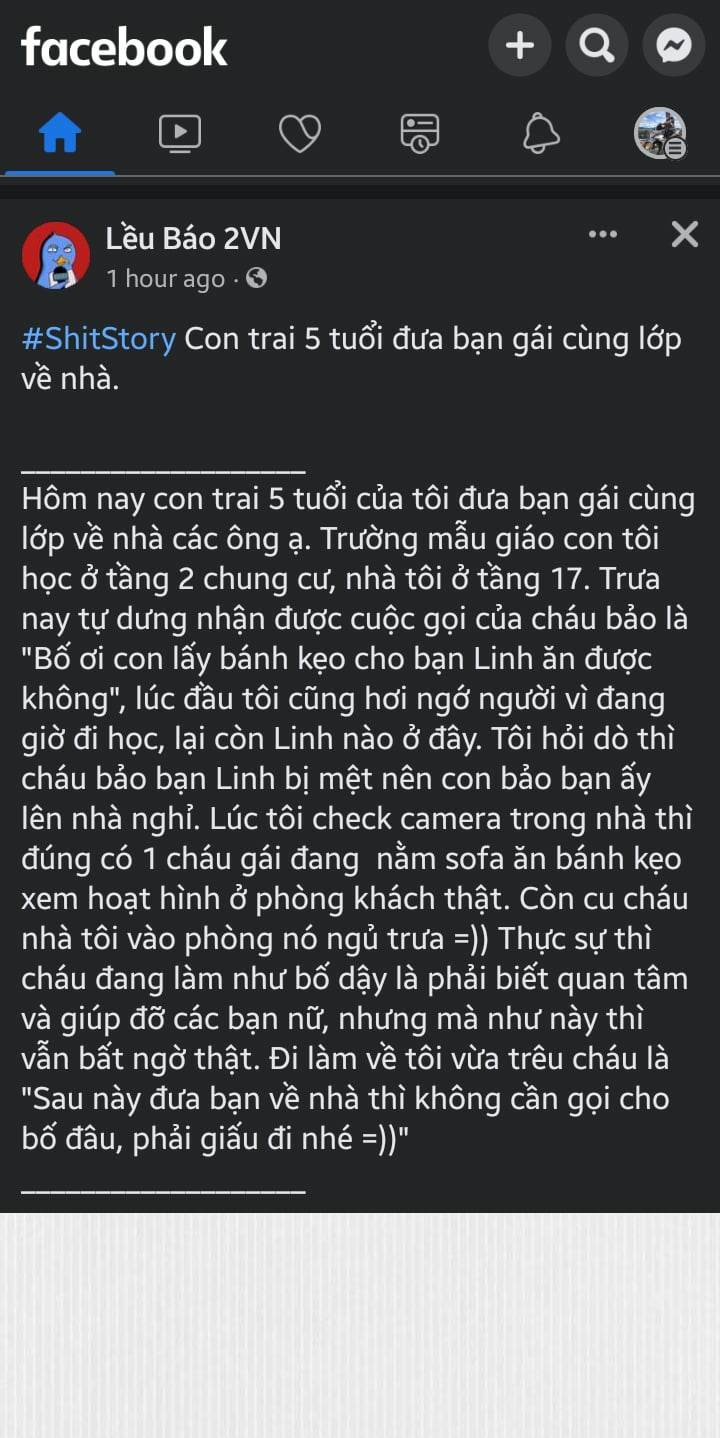 facebook
Lều Báo 2VN
1 hour ago ·
#ShitStory Con trai 5 tuổi đưa bạn gái cùng lớp
về nhà.
___________________
Hôm nay con trai 5 tuổi của tôi đưa bạn gái cùng
lớp về nhà các ông ạ. Trường mẫu giáo con tôi
học ở tầng 2 chung cư, nhà tôi ở tầng 17. Trưa
nay tự dưng nhận được cuộc gọi của cháu bảo là
"Bố ơi con lấy bánh kẹo cho bạn Linh ăn được
không", lúc đầu tôi cũng hơi ngớ người vì đang
giờ đi học, lại còn Linh nào ở đây. Tôi hỏi dò thì
cháu bảo bạn Linh bị mệt nên con bảo bạn ấy
lên nhà nghỉ. Lúc tôi check camera trong nhà thì
đúng có 1 cháu gái đang  nằm sofa ăn bánh kẹo
xem hoạt hình ở phòng khách thật. Còn cu cháu
nhà tôi vào phòng nó ngủ trưa =)) Thực sự thì
cháu đang làm như bố dậy là phải biết quan tâm
và giúp đỡ các bạn nữ, nhưng mà như này thì
vẫn bất ngờ thật. Đi làm về tôi vừa trêu cháu là
"Sau này đưa bạn về nhà thì không cần gọi cho
bố đâu, phải giấu đi nhé =))"
___________________